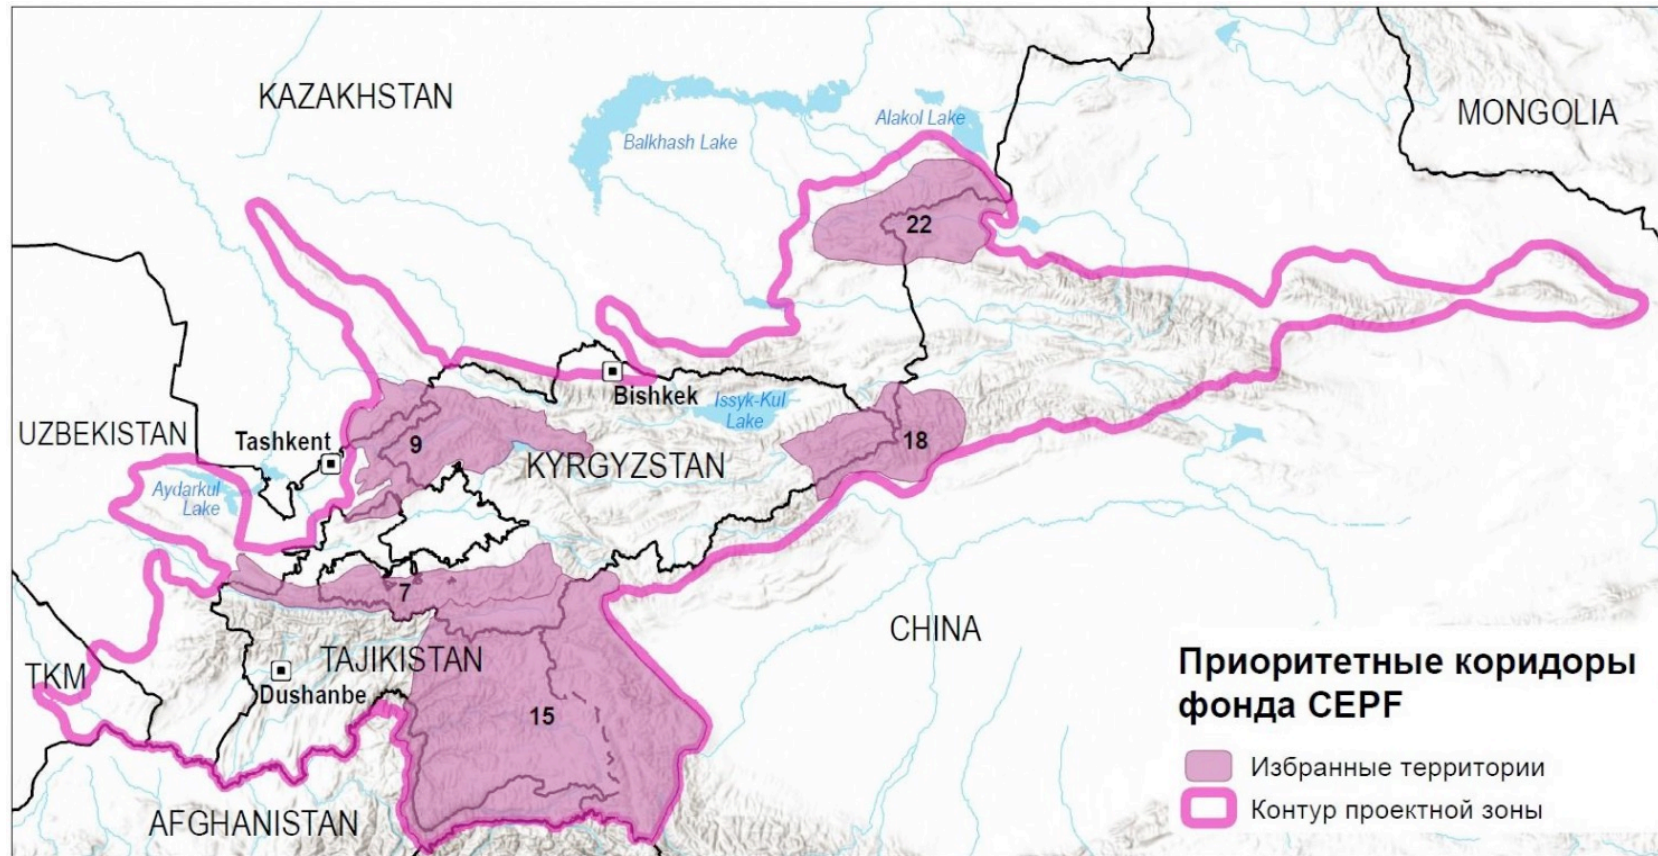 KAZAKHSTAN
MONGOLIA
Alakol Lake
Balkhash Lake
22
Bishkek
Issyk-Kul
Lake
UZBEKISTAN
Tashkent
9
18
KYRGYZSTAN
Aydarkul
Lake
7
CHINA
TAJIKISTAN
TKM
Dushanbe
15
AFGHANISTAN
Приоритетные коридоры
фонда CEPF
Избранные территории
Контур проектной зоны